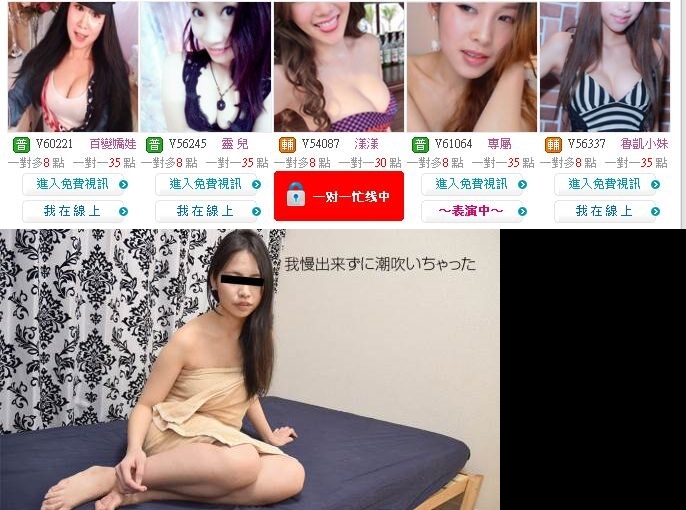 普 V60221 百變嬌娃 普 V56245 靈 兒 輔 V54087 漾漾 普 V61064 專屬 輔 V56337 魯凱小妹
一對多8 點 一對一35 點 一對多8 點 一對一35 點 一對多8 點 一對一30 點 一對多8 點 一對一35 點 一對多8 點 一對一35 點
進入免費視訊 進入免費視訊 一对一忙线中 進入免費視訊 進入免費視訊
我在線上 我在線上 ～表演中～ 我在線上
我慢出来ずに潮吹いちゃった